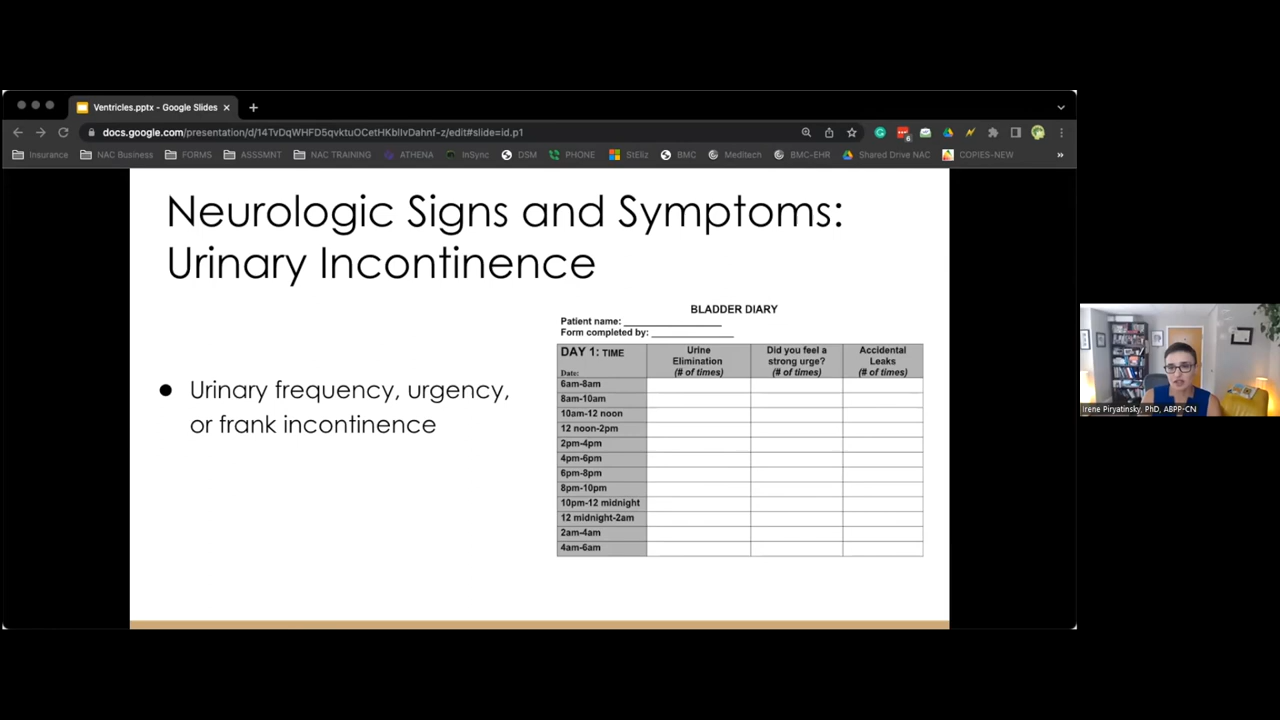 Ventricles.pptx - Google Slides
docs.google.com/presentation/d/14TvDqWHFD5qvktuOCetHKbIIvDahnf-z/edit#slide=id.p1
Insurance NAC Business FORMS ASSSMNT NAC TRAINING ATHENA InSync DSM PHONE StEliz BMC Meditech BMC-EHR Shared Drive NAC COPIES-NEW »
Neurologic Signs and Symptoms:
Urinary Incontinence
● Urinary frequency, urgency,
or frank incontinence
BLADDER DIARY
Patient name: ____________________
Form completed by: _________________
DAY 1: TIME
Date:
Urine
Elimination
(# of times)
Did you feel a
strong urge?
(# of times)
Accidental
Leaks
(# of times)
6am-8am
8am-10am
10am-12 noon
12 noon-2pm
2pm-4pm
4pm-6pm
6pm-8pm
8pm-10pm
10pm-12 midnight
12 midnight-2am
2am-4am
4am-6am
Irene Piryatinsky, PhD, ABPP-CN